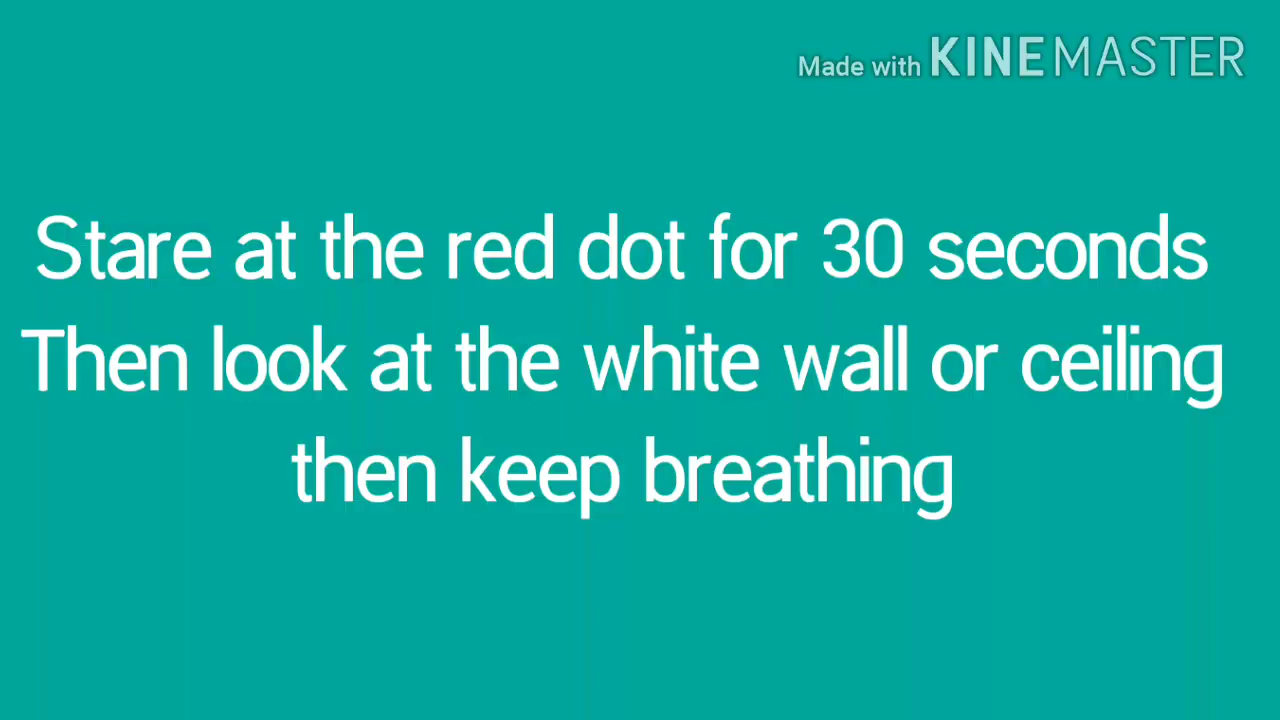 Made with KINEMASTER
Stare at the red dot for 30 seconds
Then look at the white wall or ceiling
then keep breathing